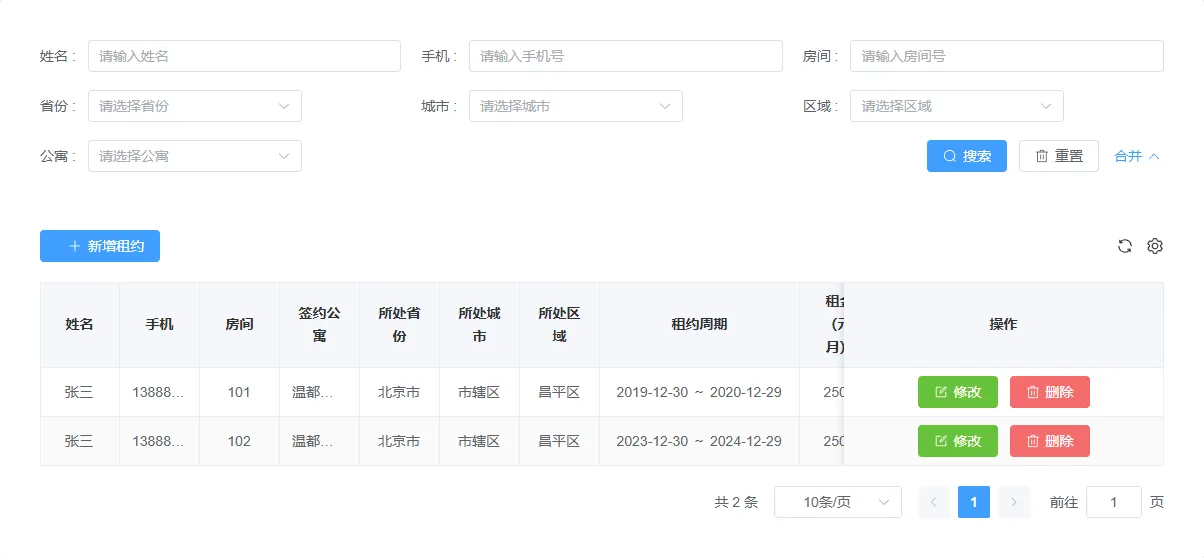 姓名 : 请输入姓名 手机 : 请输入手机号 房间 : 请输入房间号
省份 : 请选择省份 城市 : 请选择城市 区域 : 请选择区域
公寓 : 请选择公寓 搜索 重置 合并
新增租约
姓名 手机 房间 签约公寓 所处省份 所处城市 所处区域 租约周期 租 (元 月) 操作
张三 13888... 101 温都... 北京市 市辖区 昌平区 2019-12-30 ~ 2020-12-29 250 修改 删除
张三 13888... 102 温都... 北京市 市辖区 昌平区 2023-12-30 ~ 2024-12-29 250 修改 删除
共 2 条 10条/页 1 前往 1 页